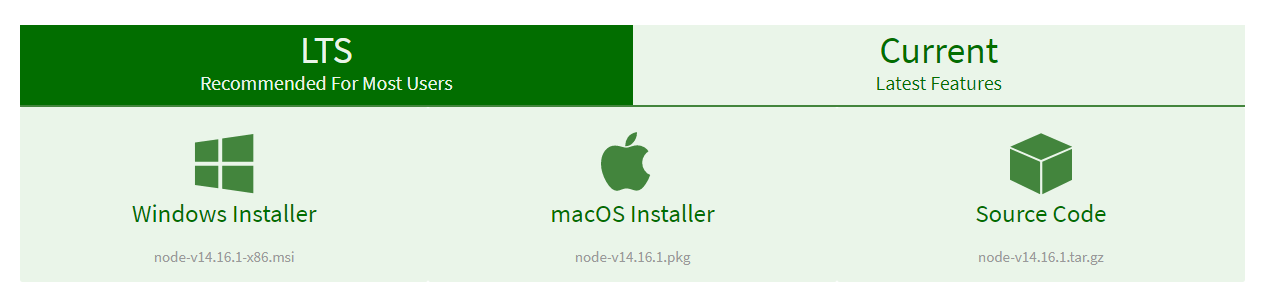 LTS
Recommended For Most Users
Current
Latest Features
Windows Installer
node-v14.16.1-x86.msi
macOS Installer
node-v14.16.1.pkg
Source Code
node-v14.16.1.tar.gz